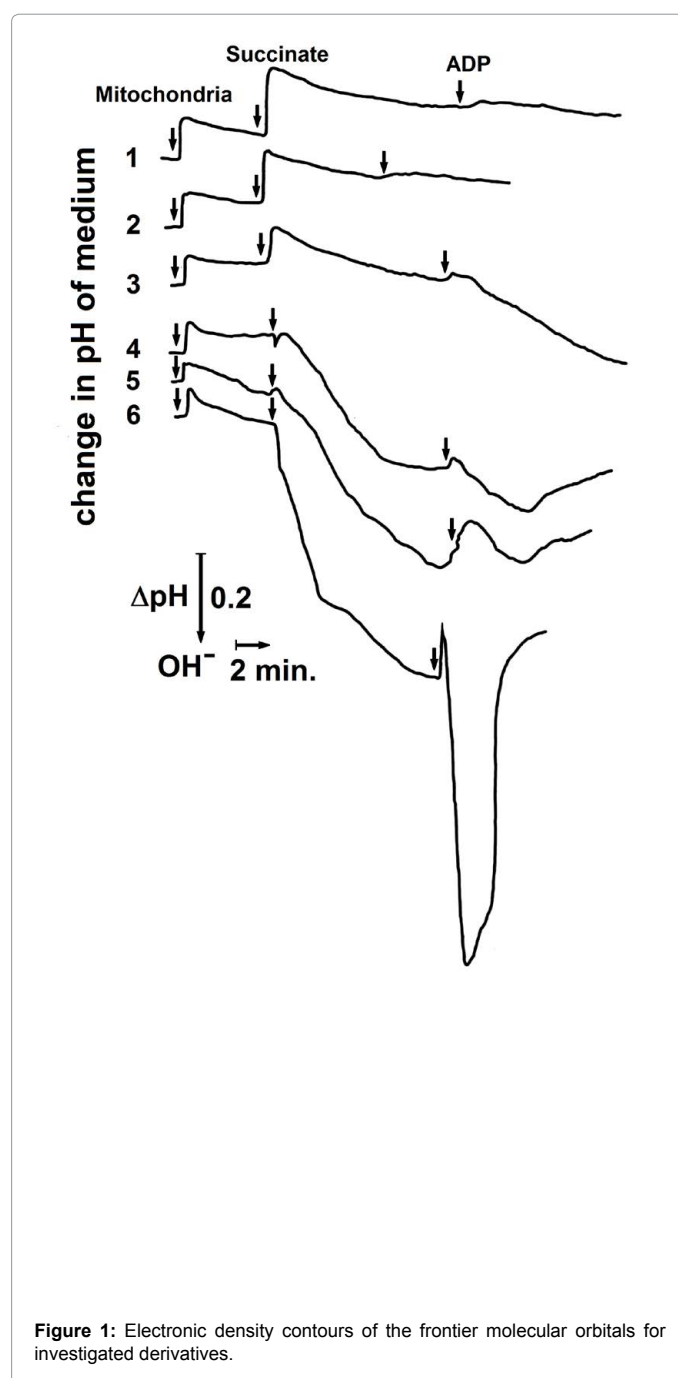 Succinate
ADP
Mitochondria
1
2
3
4
5
6
change in pH of medium
ΔpH 0.2
OH⁻ 2 min.
Figure 1: Electronic density contours of the frontier molecular orbitals for
investigated derivatives.